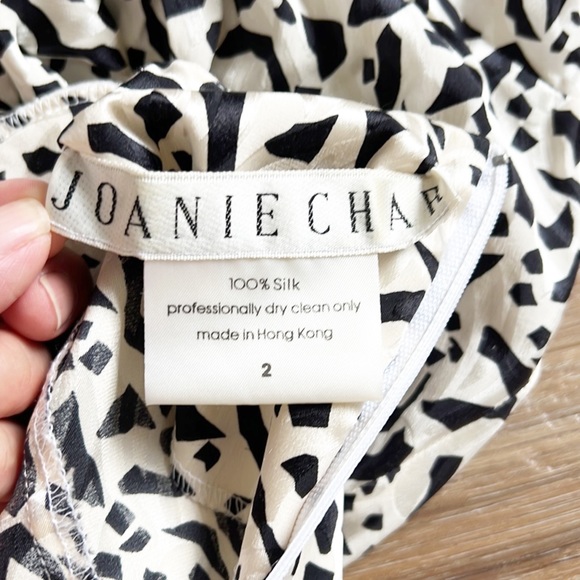 JOANIE CHAR
100% Silk
professionally dry clean only
made in Hong Kong
2